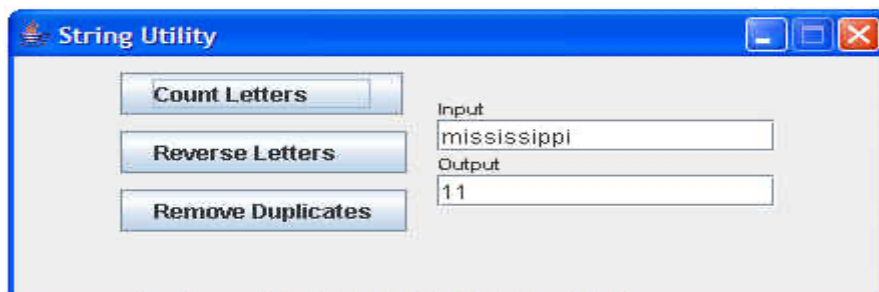 String Utility
Count Letters
Reverse Letters
Remove Duplicates
Input
mississippi
Output
11